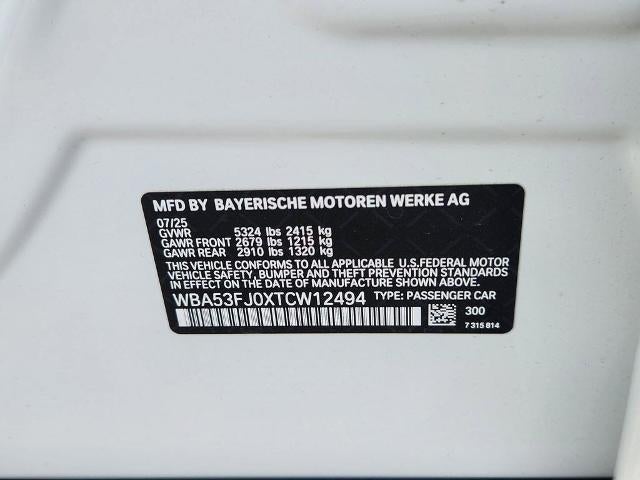 MFD BY BAYERISCHE MOTOREN WERKE AG
07/25
GVWR 5324 lbs 2415 kg
GAWR FRONT 2679 lbs 1215 kg
GAWR REAR 2910 lbs 1320 kg
THIS VEHICLE CONFORMS TO ALL APPLICABLE U.S.FEDERAL MOTOR
VEHICLE SAFETY, BUMPER AND THEFT PREVENTION STANDARDS
IN EFFECT ON THE DATE OF MANUFACTURE SHOWN ABOVE.
WBA53FJ0XTCW12494 TYPE: PASSENGER CAR
300
7 315 814